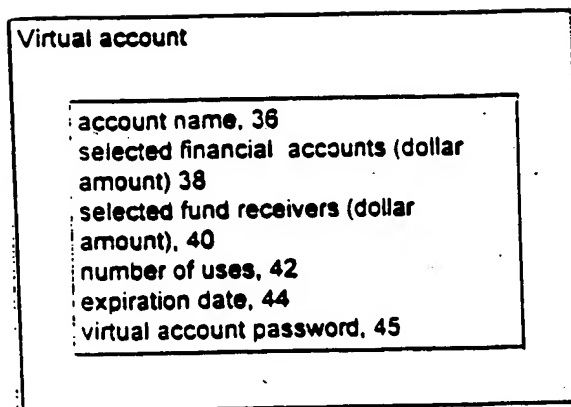 Virtual account
account name, 36
selected financial accounts (dollar
amount) 38
selected fund receivers (dollar
amount), 40
number of uses, 42
expiration date, 44
virtual account password, 45